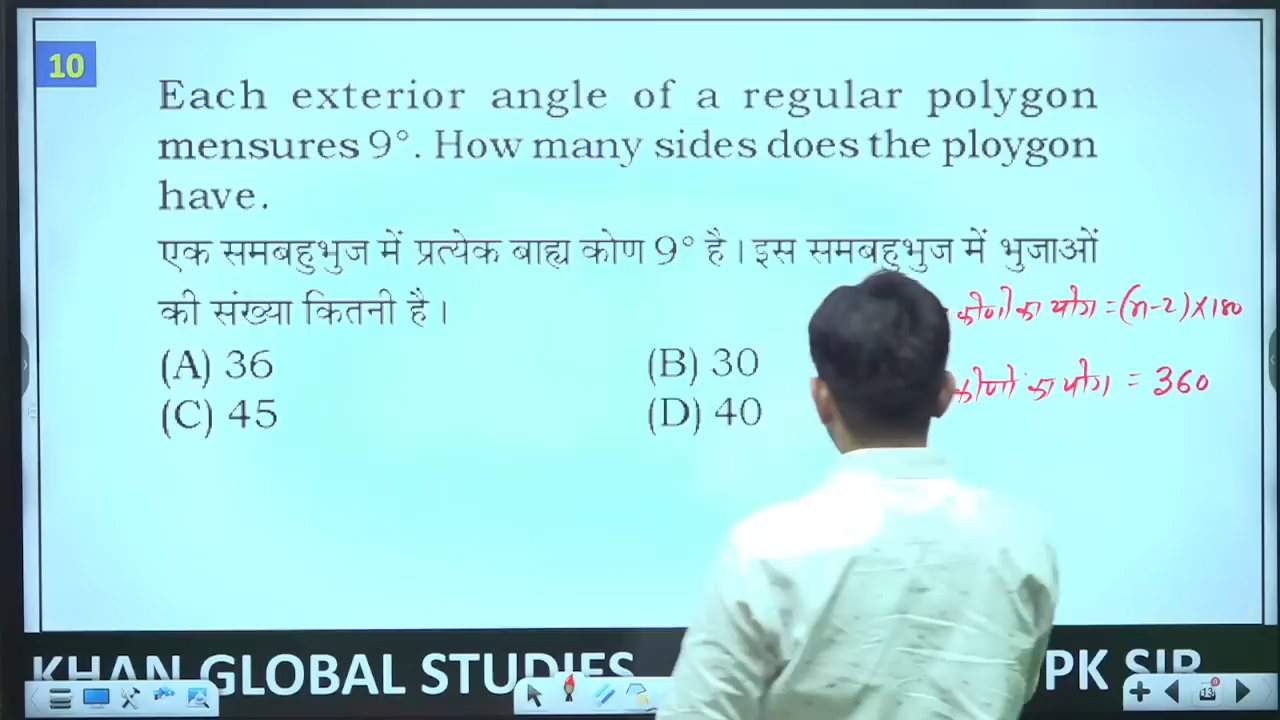 10
Each exterior angle of a regular polygon
mensures 9°. How many sides does the ploygon
have.
एक समबहुभुज में प्रत्येक बाह्य कोण 9° है। इस समबहुभुज में भुजाओं
की संख्या कितनी है।
कोणों का योग = (n-2)×180
(A) 36 (B) 30
कोणों का योग = 360
(C) 45 (D) 40
KHAN GLOBAL STUDIES PK SIR
13